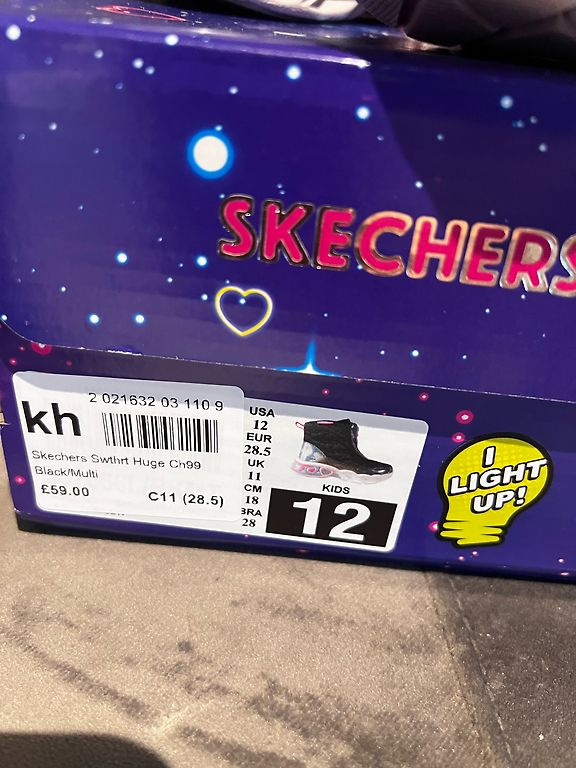 SKECHERS
kh
2 021632 03 110 9
Skechers Swthrt Huge Ch99
Black/Multi
£59.00
C11 (28.5)
USA
12
EUR
28.5
UK
11
CM
18
BRA
28
KIDS
12
I
LIGHT
UP!